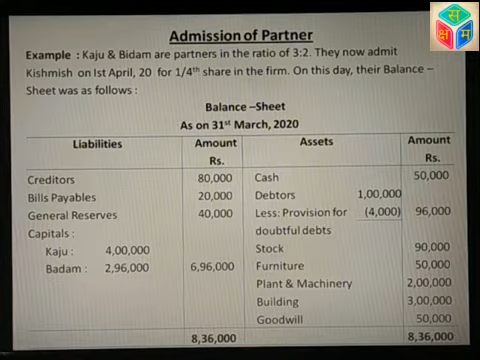 स
क्ष म
Admission of Partner
Example : Kaju & Bidam are partners in the ratio of 3:2. They now admit
Kishmish on Ist April, 20 for 1/4th share in the firm. On this day, their Balance –
Sheet was as follows :
Balance –Sheet
As on 31st March, 2020
Liabilities Amount Rs. Assets Amount Rs.
Creditors 80,000 Cash 50,000
Bills Payables 20,000 Debtors 1,00,000
General Reserves 40,000 Less: Provision for (4,000) 96,000
Capitals : doubtful debts
Kaju : 4,00,000 Stock 90,000
Badam : 2,96,000 6,96,000 Furniture 50,000
Plant & Machinery 2,00,000
Building 3,00,000
Goodwill 50,000
8,36,000 8,36,000